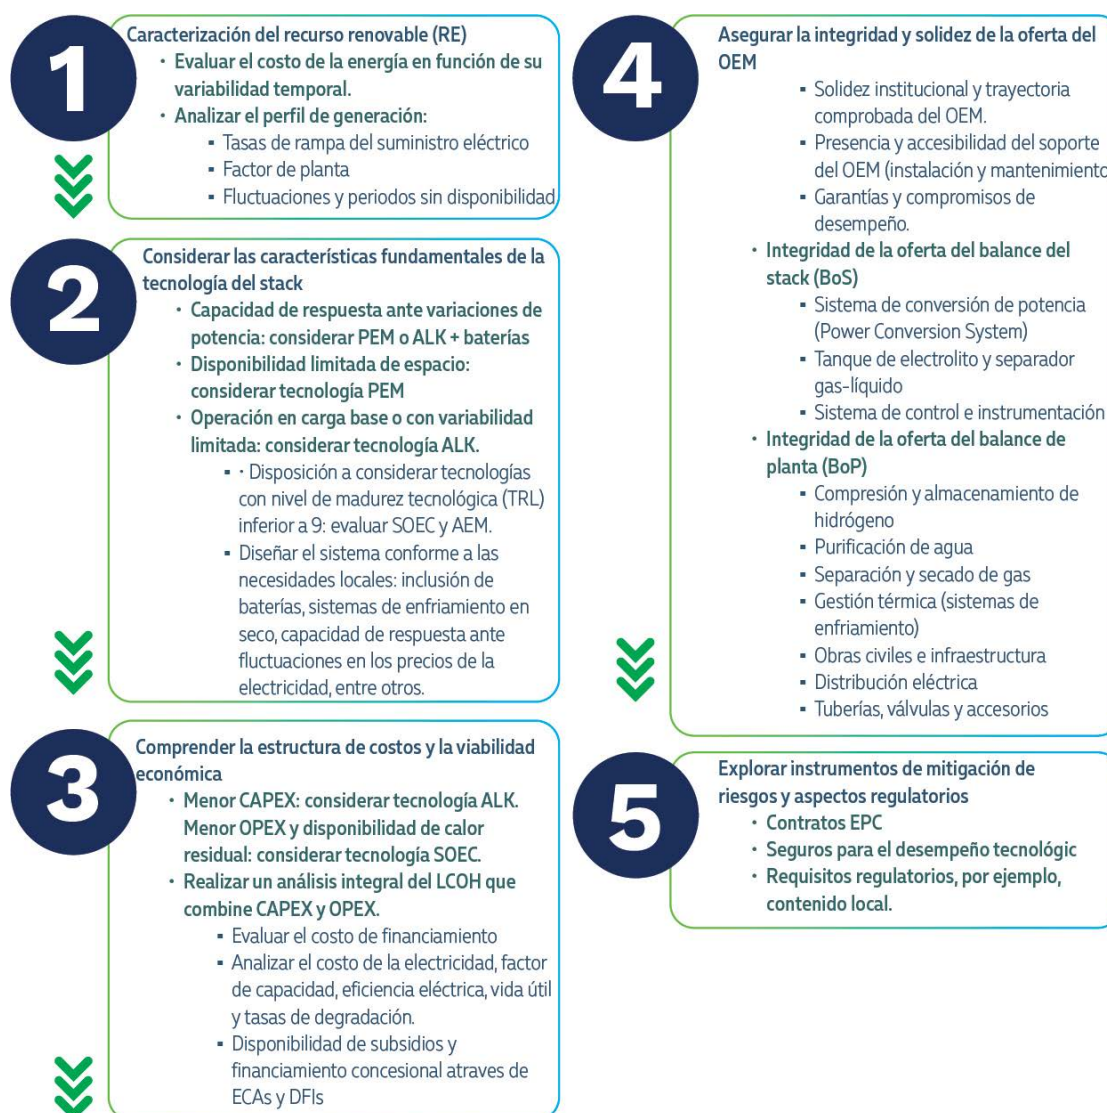 1
Caracterización del recurso renovable (RE)
• Evaluar el costo de la energía en función de su
variabilidad temporal.
• Analizar el perfil de generación:
▪ Tasas de rampa del suministro eléctrico
▪ Factor de planta
▪ Fluctuaciones y periodos sin disponibilidad
2
Considerar las características fundamentales de la
tecnología del stack
• Capacidad de respuesta ante variaciones de
potencia: considerar PEM o ALK + baterías
• Disponibilidad limitada de espacio:
considerar tecnología PEM
• Operación en carga base o con variabilidad
limitada: considerar tecnología ALK.
▪ · Disposición a considerar tecnologías
con nivel de madurez tecnológica (TRL)
inferior a 9: evaluar SOEC y AEM.
▪ Diseñar el sistema conforme a las
necesidades locales: inclusión de
baterías, sistemas de enfriamiento en
seco, capacidad de respuesta ante
fluctuaciones en los precios de la
electricidad, entre otros.
3
Comprender la estructura de costos y la viabilidad
económica
• Menor CAPEX: considerar tecnología ALK.
Menor OPEX y disponibilidad de calor
residual: considerar tecnología SOEC.
• Realizar un análisis integral del LCOH que
combine CAPEX y OPEX.
▪ Evaluar el costo de financiamiento
▪ Analizar el costo de la electricidad, factor
de capacidad, eficiencia eléctrica, vida útil
y tasas de degradación.
▪ Disponibilidad de subsidios y
financiamiento concesional atraves de
ECAs y DFIs
4
Asegurar la integridad y solidez de la oferta del
OEM
▪ Solidez institucional y trayectoria
comprobada del OEM.
▪ Presencia y accesibilidad del soporte
del OEM (instalación y mantenimiento
▪ Garantías y compromisos de
desempeño.
• Integridad de la oferta del balance del
stack (BoS)
▪ Sistema de conversión de potencia
(Power Conversion System)
▪ Tanque de electrolito y separador
gas-líquido
▪ Sistema de control e instrumentación
• Integridad de la oferta del balance de
planta (BoP)
▪ Compresión y almacenamiento de
hidrógeno
▪ Purificación de agua
▪ Separación y secado de gas
▪ Gestión térmica (sistemas de
enfriamiento)
▪ Obras civiles e infraestructura
▪ Distribución eléctrica
▪ Tuberías, válvulas y accesorios
5
Explorar instrumentos de mitigación de
riesgos y aspectos regulatorios
• Contratos EPC
• Seguros para el desempeño tecnológic
• Requisitos regulatorios, por ejemplo,
contenido local.